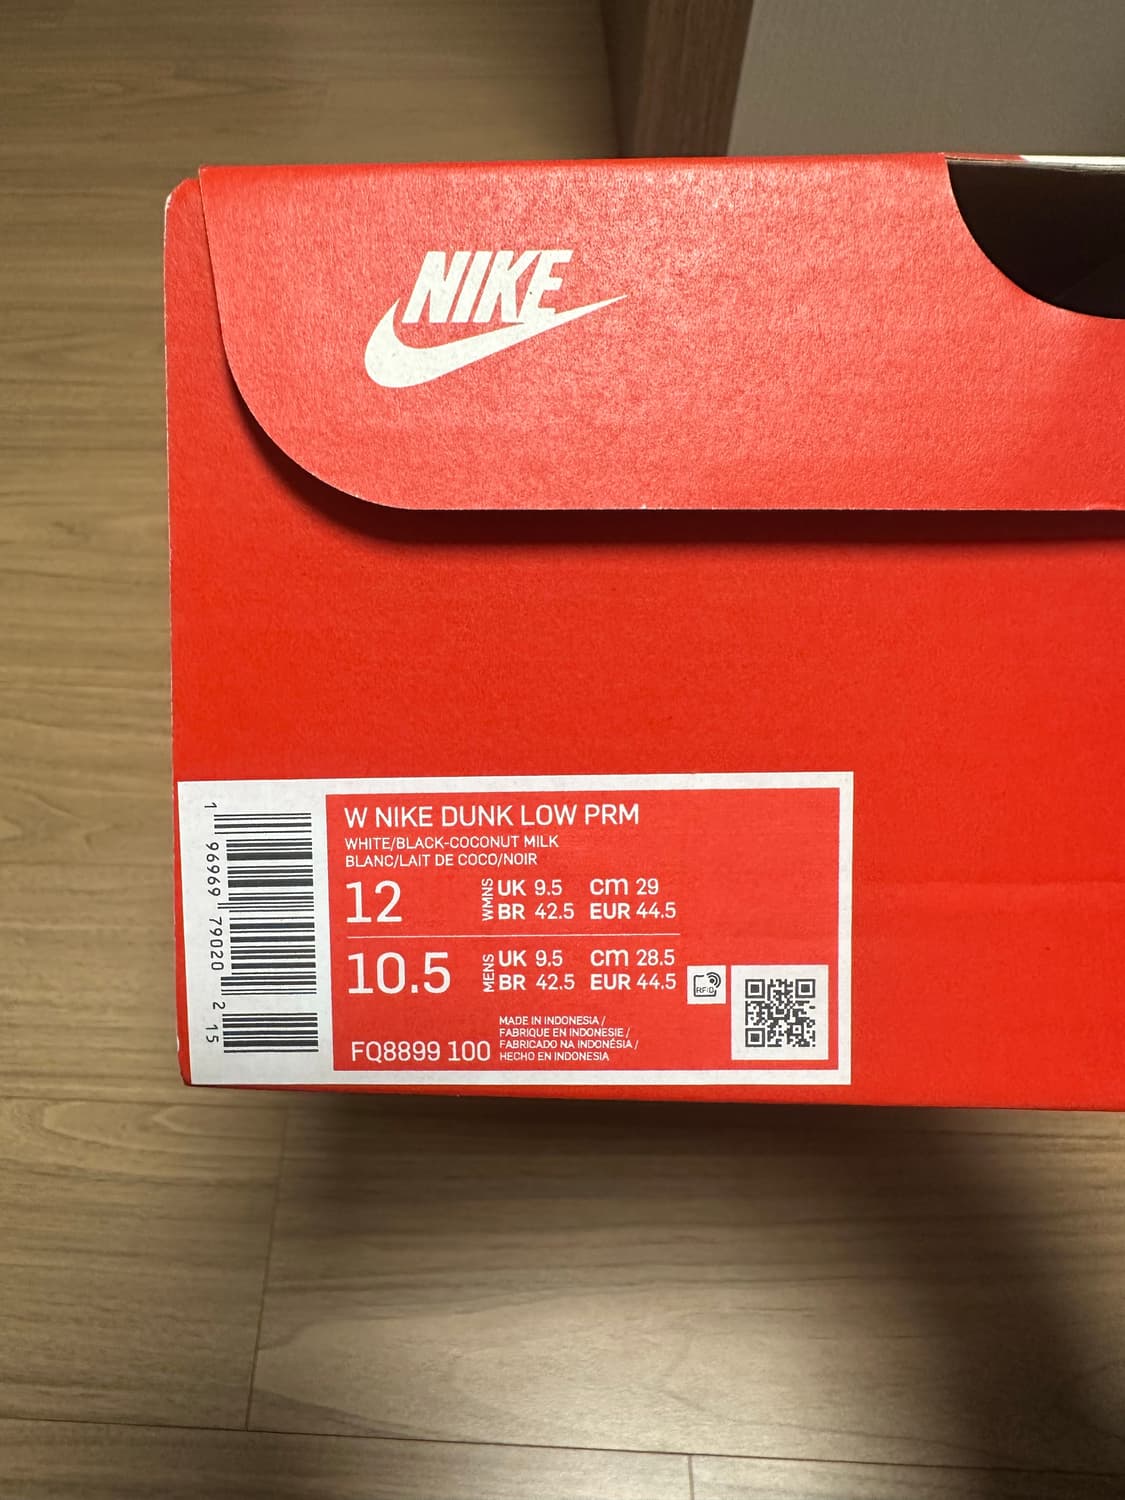 NIKE
W NIKE DUNK LOW PRM
WHITE/BLACK-COCONUT MILK
BLANC/LAIT DE COCO/NOIR
12 WMNS UK 9.5 cm 29
BR 42.5 EUR 44.5
10.5 MENS UK 9,5 cm 28.5
BR 42.5 EUR 44.5
RFID
MADE IN INDONESIA /
FABRIQUE EN INDONESIE /
FABRICADO NA INDONÉSIA /
HECHO EN INDONESIA
FQ8899 100
1 96969 79020 2 15